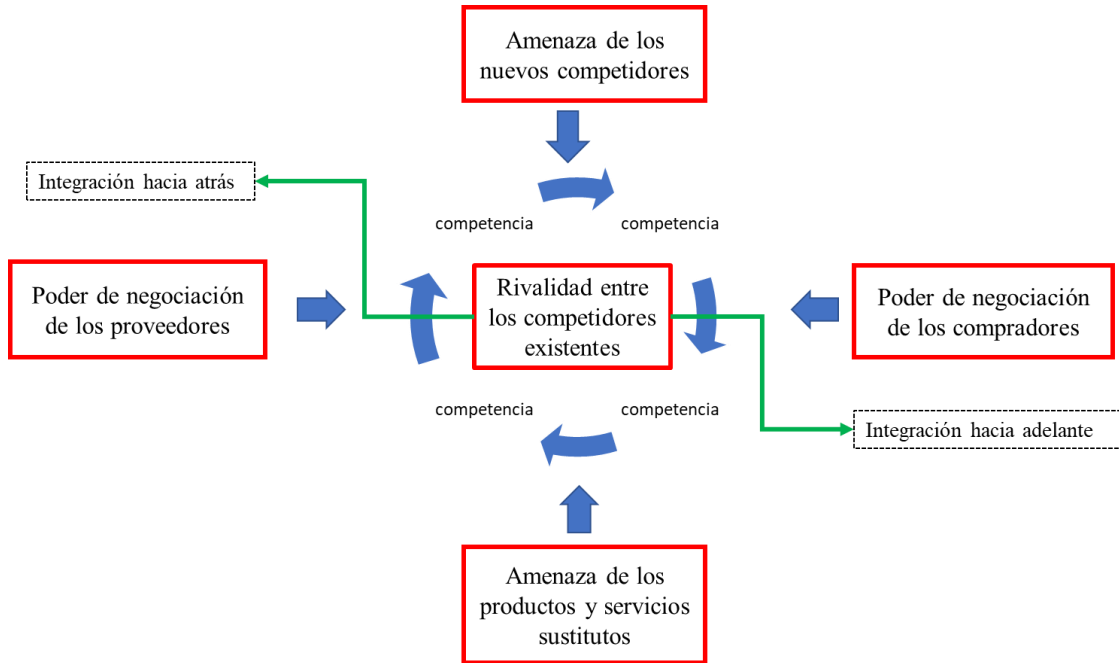 Amenaza de los
nuevos competidores
Integración hacia atrás
competencia
competencia
Poder de negociación
de los proveedores
Rivalidad entre
los competidores
existentes
Poder de negociación
de los compradores
competencia
competencia
Integración hacia adelante
Amenaza de los
productos y servicios
sustitutos